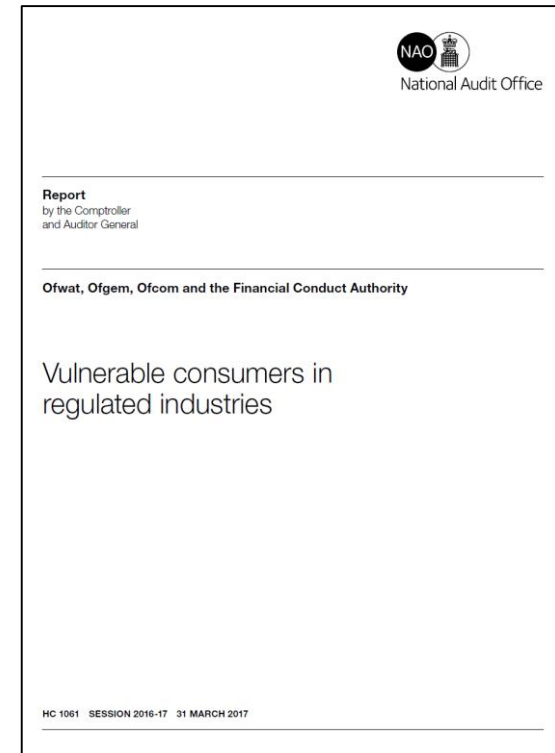 NAO
National Audit Office
Report
by the Comptroller
and Auditor General
Ofwat, Ofgem, Ofcom and the Financial Conduct Authority
Vulnerable consumers in
regulated industries
HC 1061 SESSION 2016-17 31 MARCH 2017